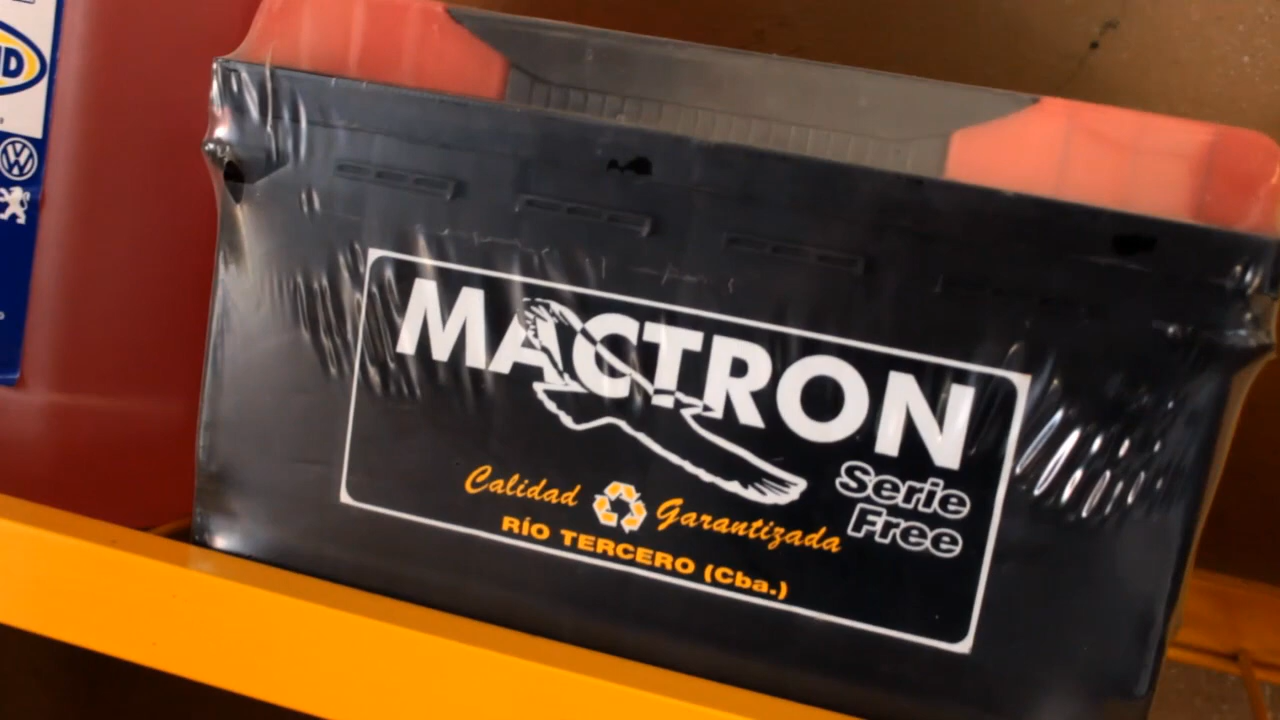 MACTRON
Serie
Free
Calidad Garantizada
RÍO TERCERO (Cba.)